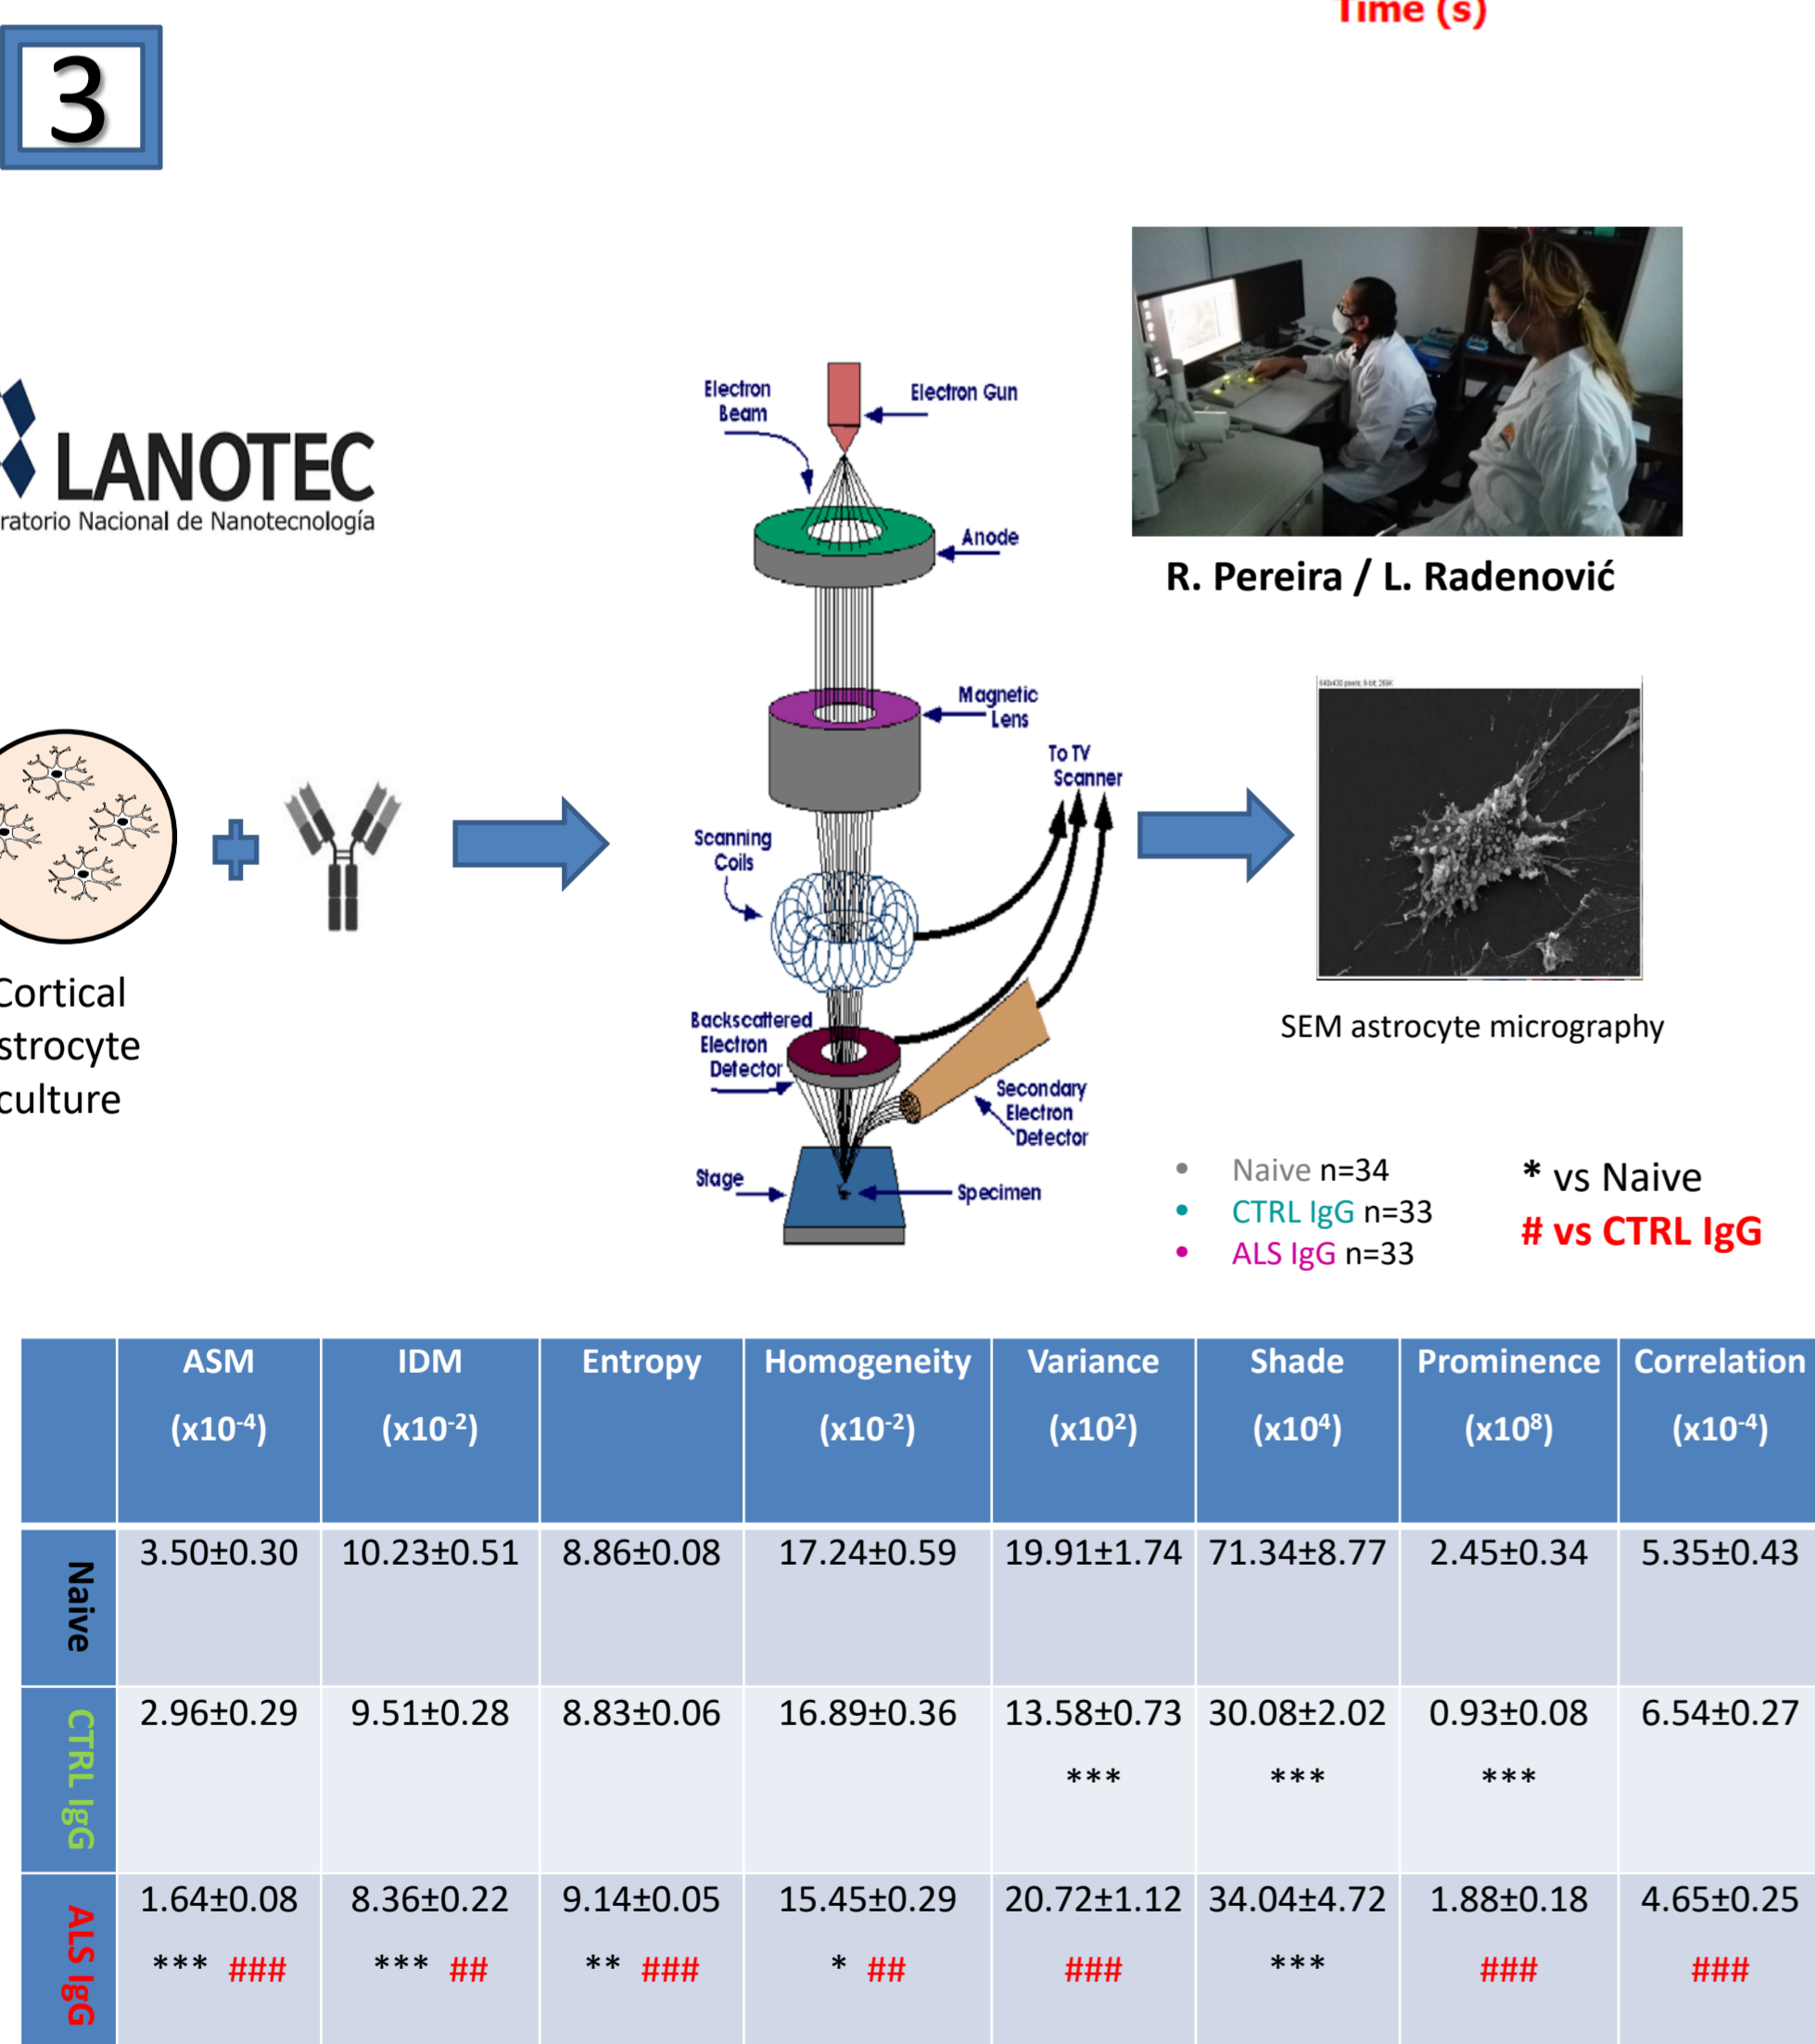 Time (s)
3
LANOTEC
ratorio Nacional de Nanotecnología
Electron
Beam
Electron Gun
Anode
Magnetic
Lens
To TV
Scanner
Scanning
Coils
Backscattered
Electron
Detector
Secondary
Electron
Detector
Stage
Specimen
R. Pereira / L. Radenović
640x430 pixels; 8-bit; 269K
SEM astrocyte micrography
Cortical
strocyte
culture
• Naive n=34
• CTRL IgG n=33
• ALS IgG n=33
* vs Naive
# vs CTRL IgG
ASM IDM Entropy Homogeneity Variance Shade Prominence Correlation
(x10⁻⁴) (x10⁻²) (x10⁻²) (x10²) (x10⁴) (x10⁸) (x10⁻⁴)
Naive 3.50±0.30 10.23±0.51 8.86±0.08 17.24±0.59 19.91±1.74 71.34±8.77 2.45±0.34 5.35±0.43
CTRL IgG 2.96±0.29 9.51±0.28 8.83±0.06 16.89±0.36 13.58±0.73 30.08±2.02 0.93±0.08 6.54±0.27
*** *** ***
ALS IgG 1.64±0.08 8.36±0.22 9.14±0.05 15.45±0.29 20.72±1.12 34.04±4.72 1.88±0.18 4.65±0.25
*** ### *** ## ** ### * ## ### *** ### ###